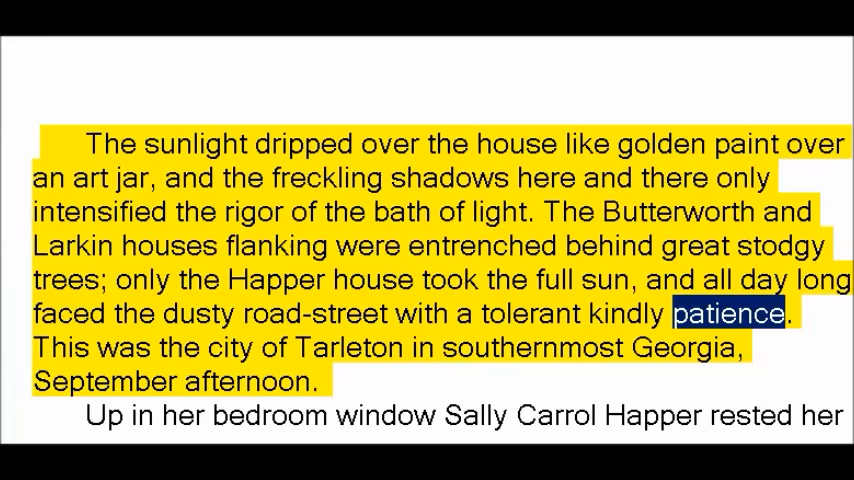 The sunlight dripped over the house like golden paint over
an art jar, and the freckling shadows here and there only
intensified the rigor of the bath of light. The Butterworth and
Larkin houses flanking were entrenched behind great stodgy
trees; only the Happer house took the full sun, and all day long
faced the dusty road-street with a tolerant kindly patience.
This was the city of Tarleton in southernmost Georgia,
September afternoon.
Up in her bedroom window Sally Carrol Happer rested her